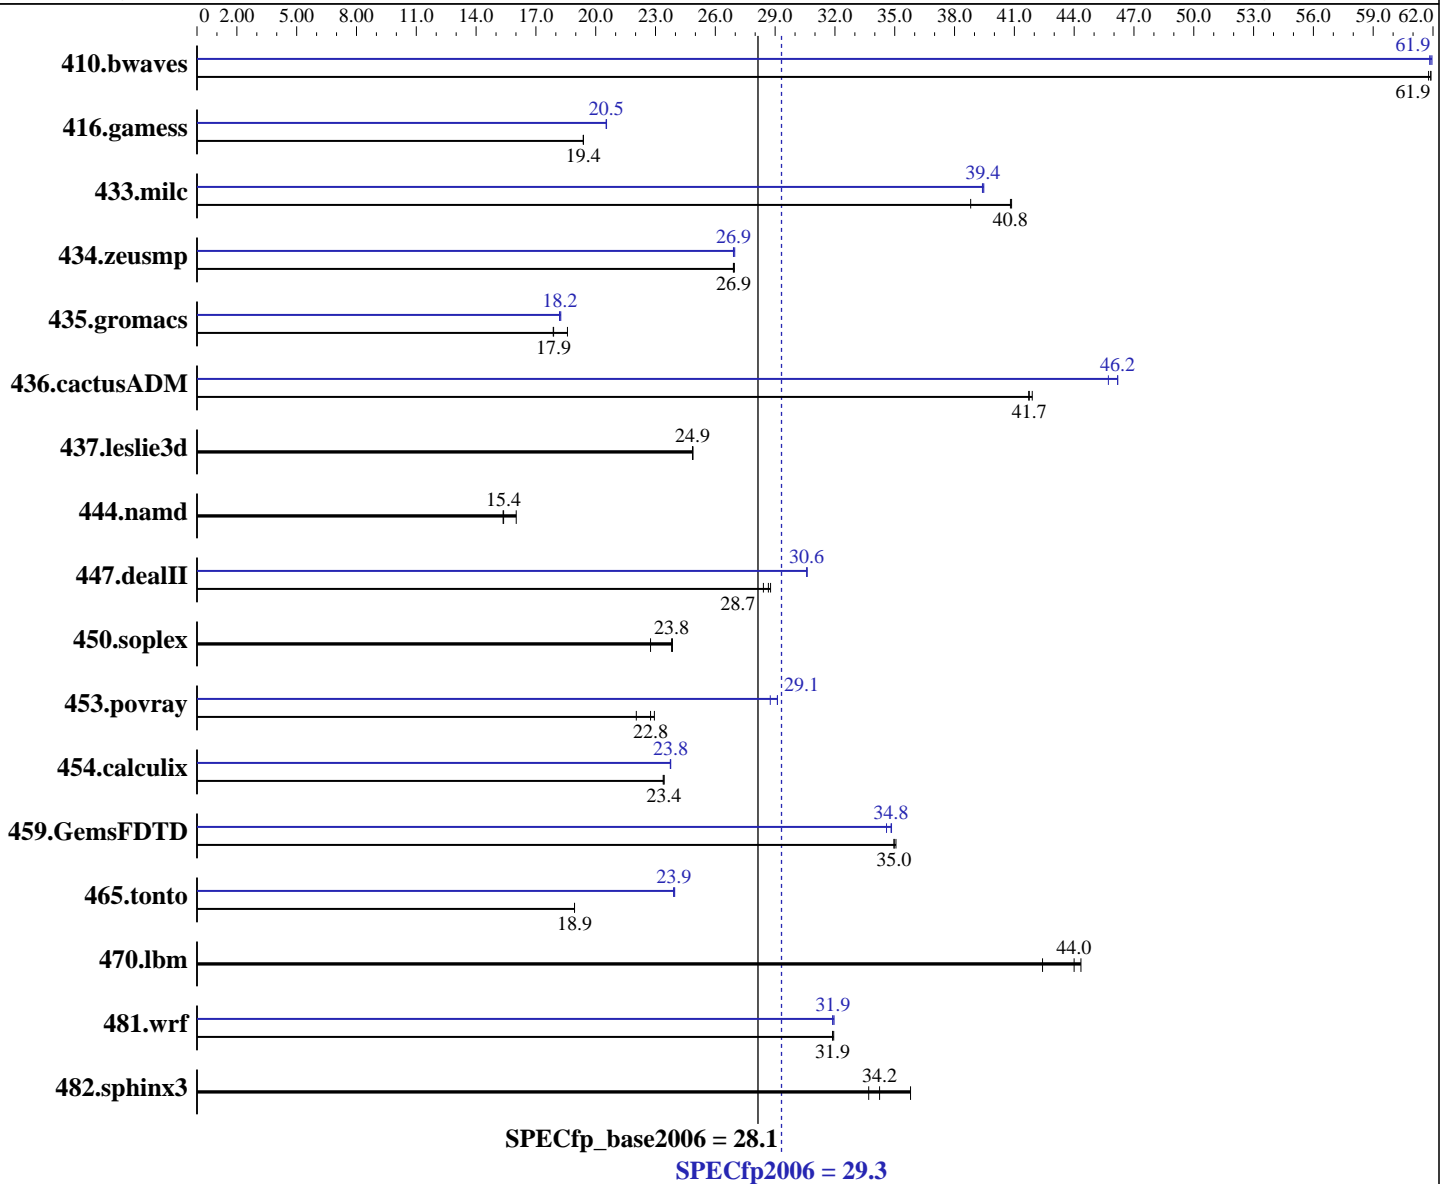 0 2.00 5.00 8.00 11.0 14.0 17.0 20.0 23.0 26.0 29.0 32.0 35.0 38.0 41.0 44.0 47.0 50.0 53.0 56.0 59.0 62.0
410.bwaves 61.9
61.9
416.gamess 20.5
19.4
433.milc 39.4
40.8
434.zeusmp 26.9
26.9
435.gromacs 18.2
17.9
436.cactusADM 46.2
41.7
437.leslie3d 24.9
444.namd 15.4
447.dealII 30.6
28.7
450.soplex 23.8
453.povray 29.1
22.8
454.calculix 23.8
23.4
459.GemsFDTD 34.8
35.0
465.tonto 23.9
18.9
470.lbm 44.0
481.wrf 31.9
31.9
482.sphinx3 34.2
SPECfp_base2006 = 28.1
SPECfp2006 = 29.3